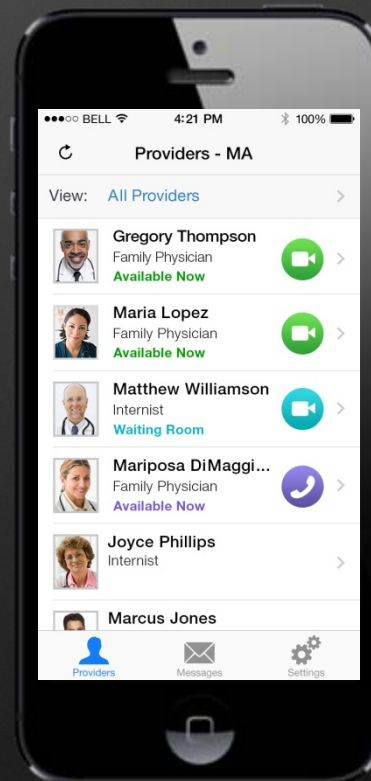 BELL 4:21 PM 100%
Providers - MA
View: All Providers
Gregory Thompson
Family Physician
Available Now
Maria Lopez
Family Physician
Available Now
Matthew Williamson
Internist
Waiting Room
Mariposa DiMaggi...
Family Physician
Available Now
Joyce Phillips
Internist
Marcus Jones
Providers Messages Settings